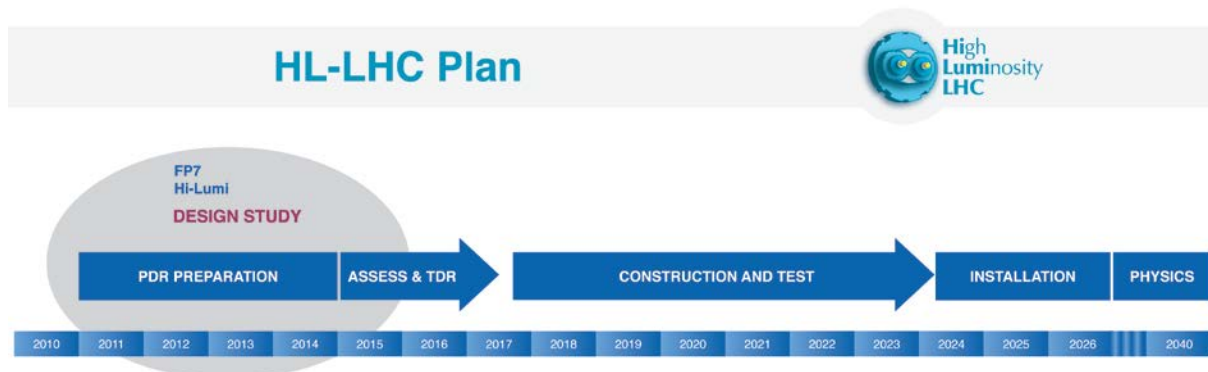 HL-LHC Plan
High
Luminosity
LHC
FP7
Hi-Lumi
DESIGN STUDY
PDR PREPARATION
ASSESS & TDR
CONSTRUCTION AND TEST
INSTALLATION
PHYSICS
2010 2011 2012 2013 2014 2015 2016 2017 2018 2019 2020 2021 2022 2023 2024 2025 2026 2040